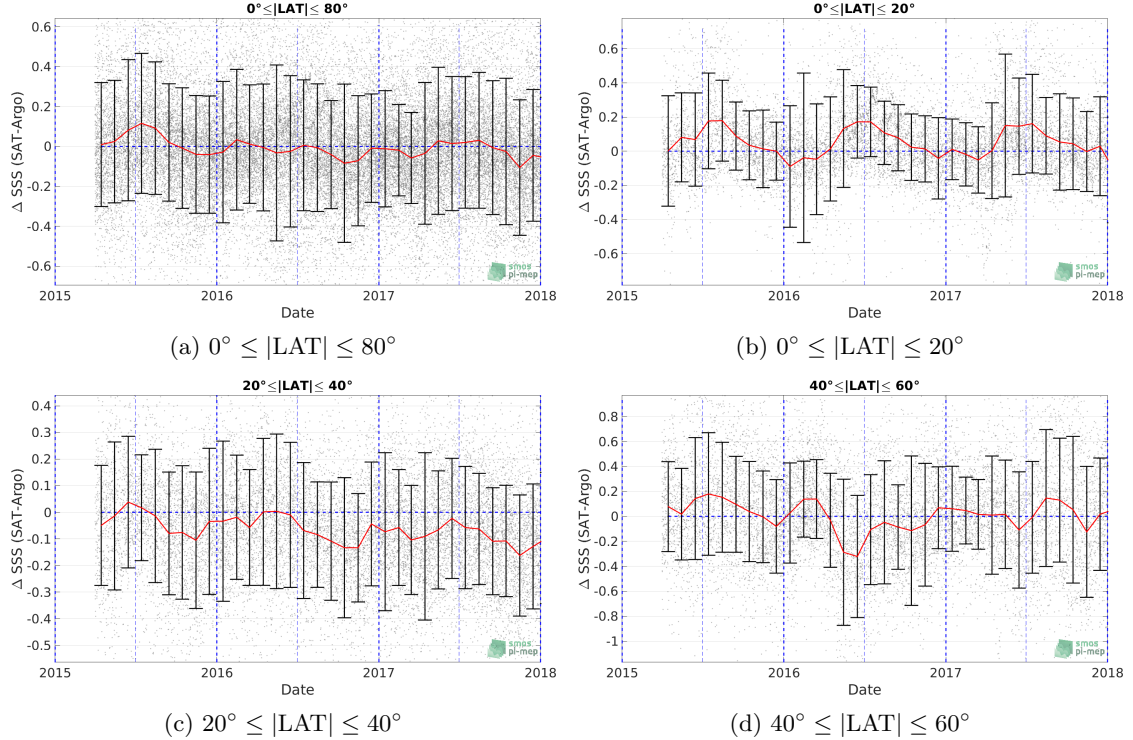 0°≤|LAT|≤ 80°
Δ SSS (SAT-Argo)
0.6
0.4
0.2
0
-0.2
-0.4
-0.6
2015
2016
2017
2018
Date
smos
pi-mep
(a) 0° ≤ |LAT| ≤ 80°
0°≤|LAT|≤ 20°
Δ SSS (SAT-Argo)
0.6
0.4
0.2
0
-0.2
-0.4
-0.6
2015
2016
2017
2018
Date
smos
pi-mep
(b) 0° ≤ |LAT| ≤ 20°
20°≤|LAT|≤ 40°
Δ SSS (SAT-Argo)
0.4
0.3
0.2
0.1
0
-0.1
-0.2
-0.3
-0.4
-0.5
2015
2016
2017
2018
Date
smos
pi-mep
(c) 20° ≤ |LAT| ≤ 40°
40°≤|LAT|≤ 60°
Δ SSS (SAT-Argo)
0.8
0.6
0.4
0.2
0
-0.2
-0.4
-0.6
-0.8
-1
2015
2016
2017
2018
Date
smos
pi-mep
(d) 40° ≤ |LAT| ≤ 60°